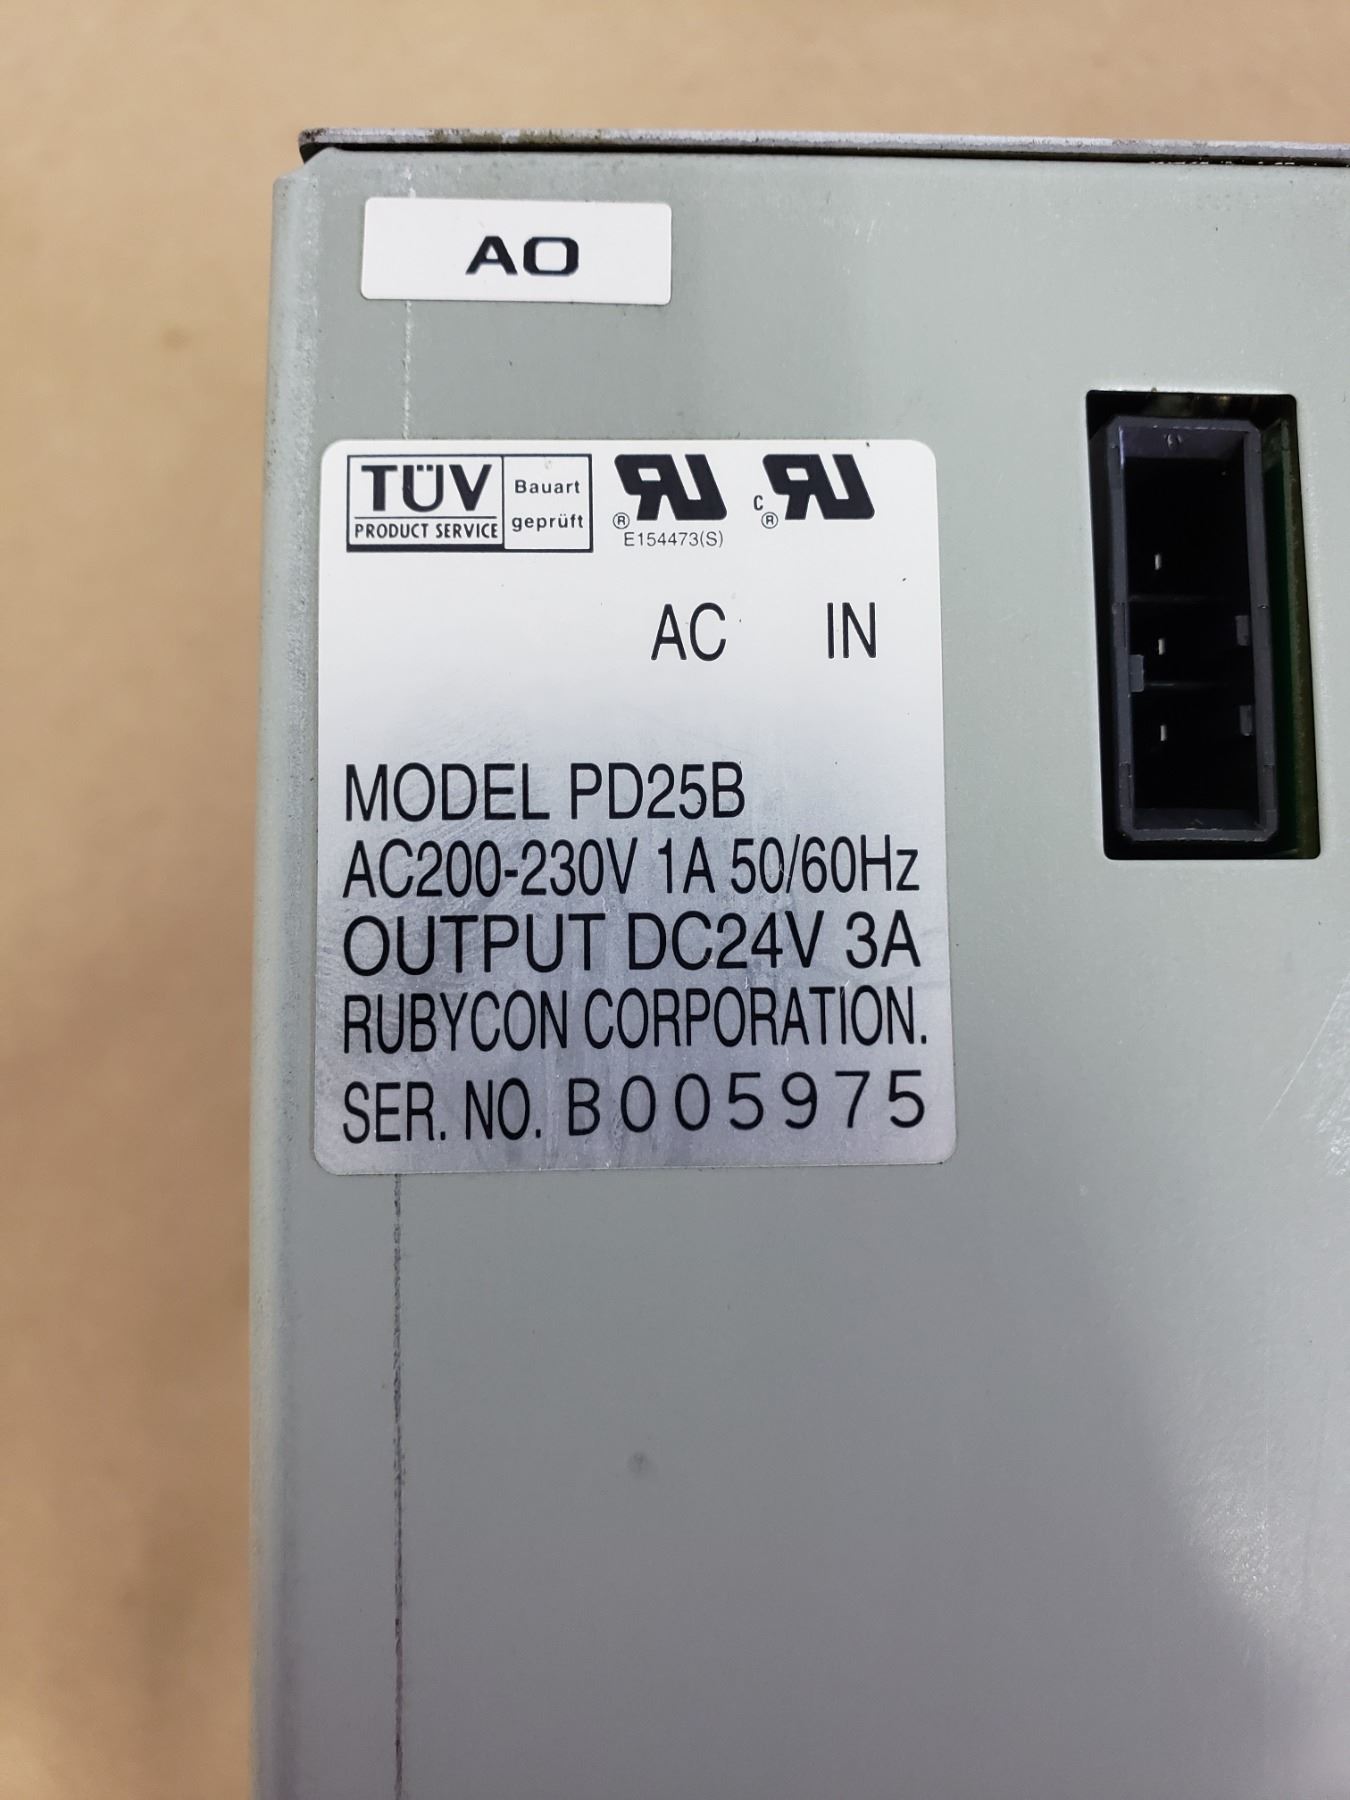 AO
TÜV
PRODUCT SERVICE
Bauart
geprüft
®
E154473(S)
C
®
AC IN
MODEL PD25B
AC200-230V 1A 50/60Hz
OUTPUT DC24V 3A
RUBYCON CORPORATION.
SER. NO. B005975